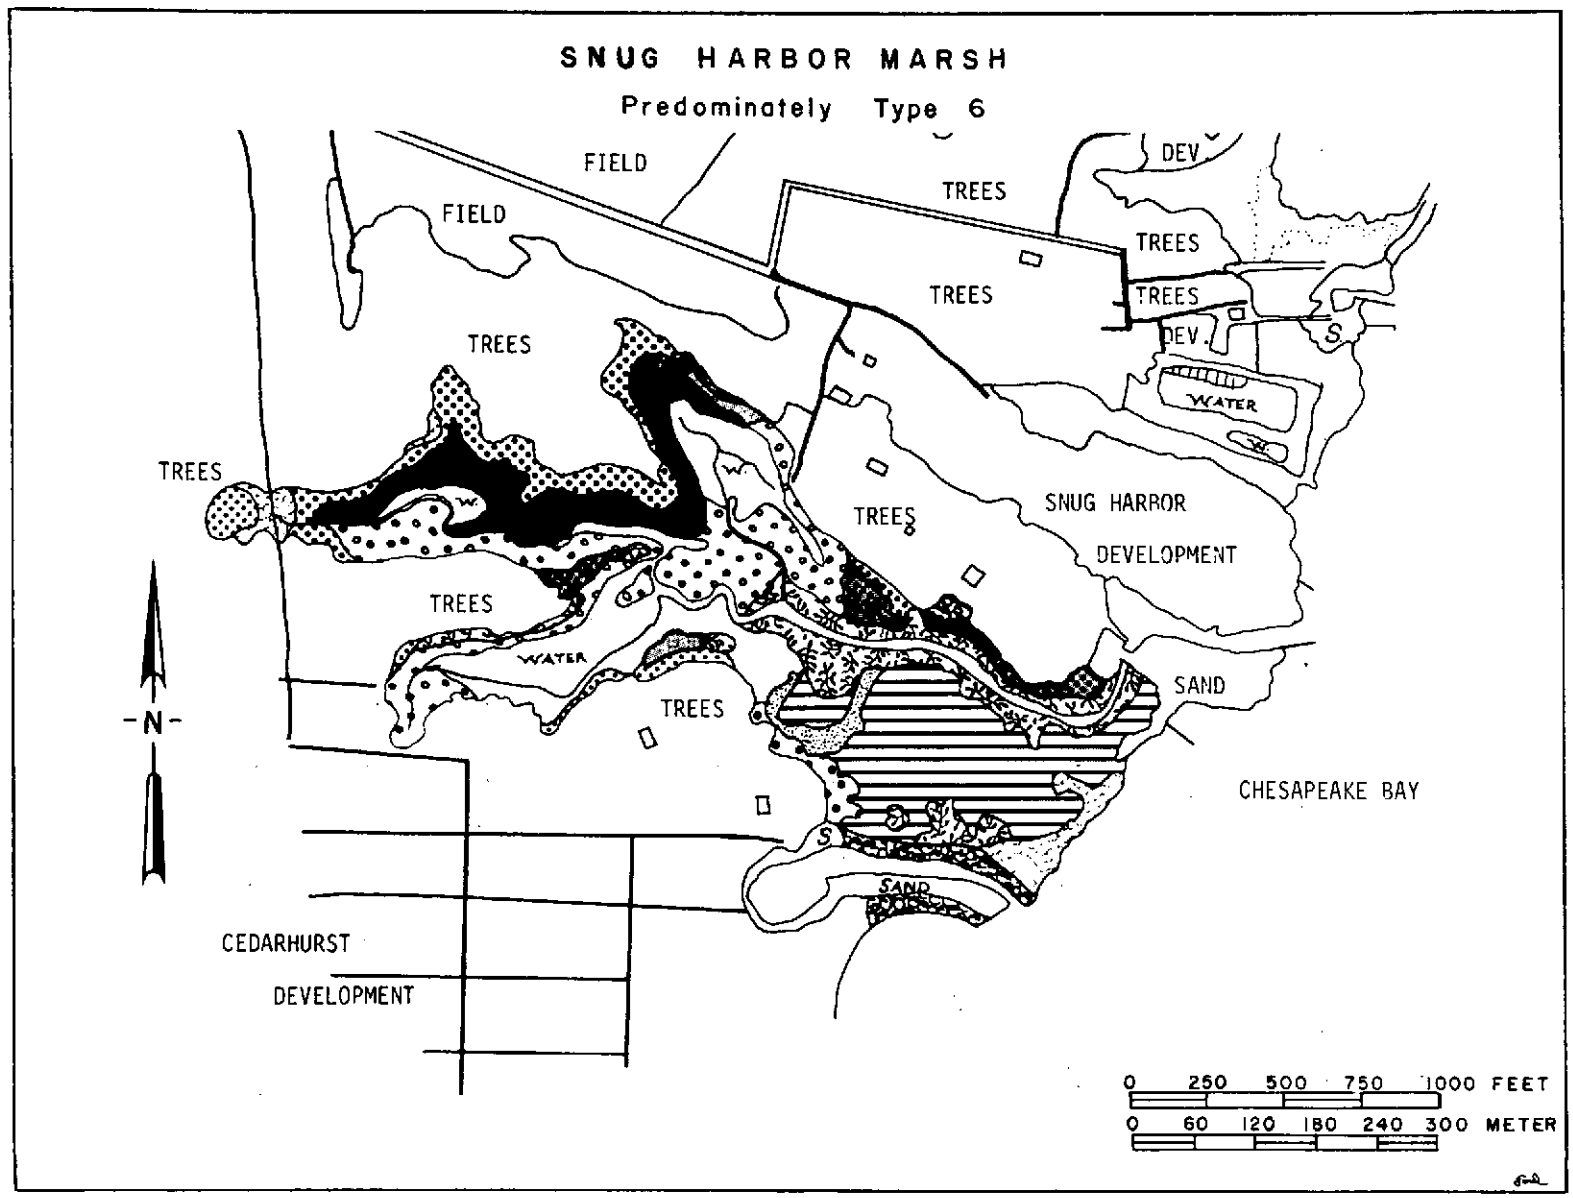 SNUG HARBOR MARSH
Predominately Type 6
DEV.
FIELD
TREES
FIELD
TREES
TREES
TREES
DEV.
S.
TREES
WATER
W
TREES
W
W
SNUG HARBOR
TREES
DEVELOPMENT
TREES
WATER
SAND
TREES
-N-
CHESAPEAKE BAY
S
SAND
CEDARHURST
DEVELOPMENT
0 250 500 750 1000 FEET
0 60 120 180 240 300 METER